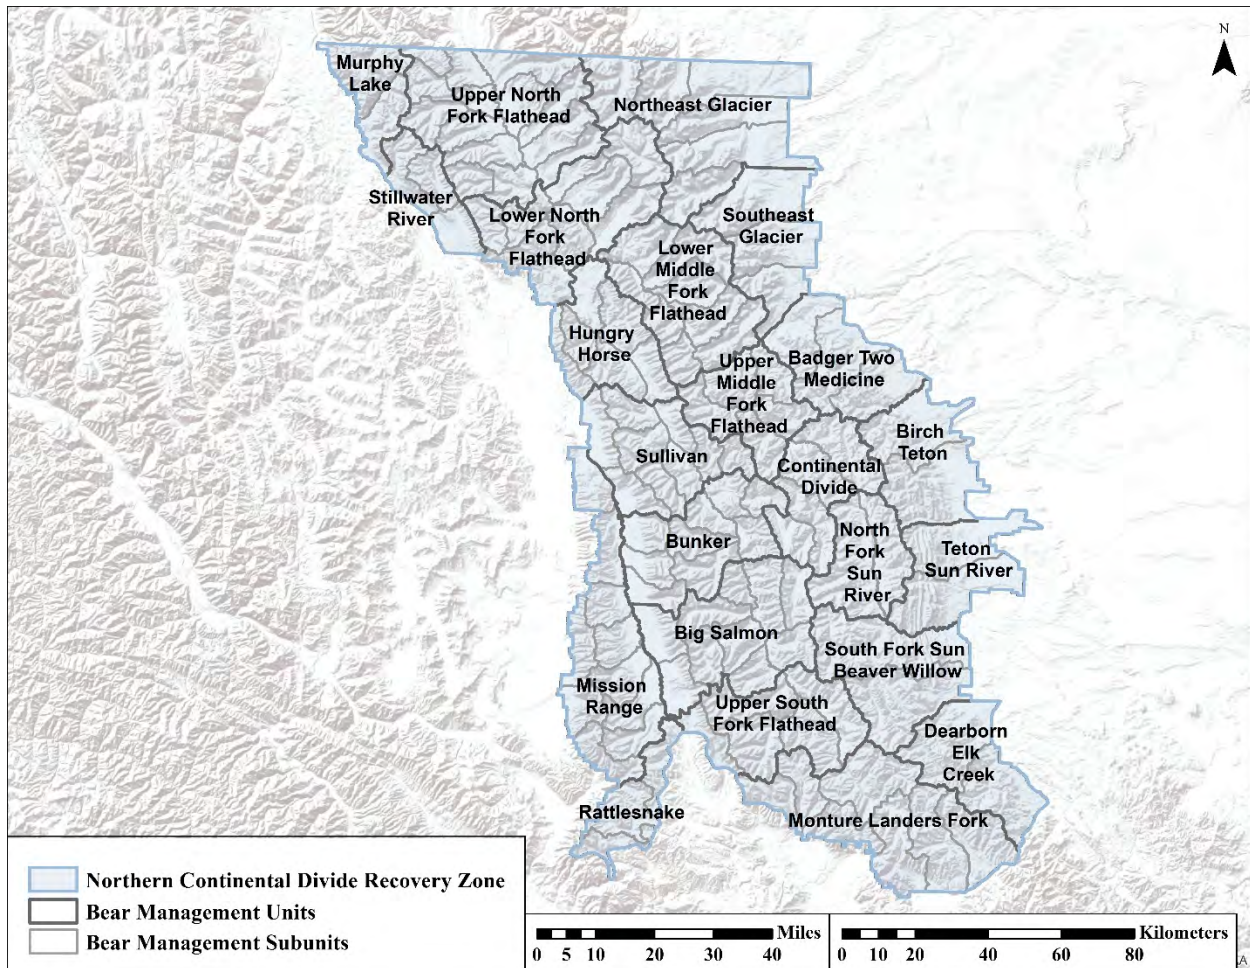 N
Murphy
Lake
Upper North
Fork Flathead
Northeast Glacier
Stillwater
River
Lower North
Fork
Flathead
Southeast
Glacier
Lower
Middle
Fork
Flathead
Hungry
Horse
Upper
Middle
Fork
Flathead
Badger Two
Medicine
Birch
Teton
Sullivan
Continental
Divide
Bunker
North
Fork
Sun
River
Teton
Sun River
Big Salmon
South Fork Sun
Beaver Willow
Mission
Range
Upper South
Fork Flathead
Dearborn
Elk
Creek
Rattlesnake
Monture Landers Fork
Northern Continental Divide Recovery Zone
Bear Management Units
Bear Management Subunits
Miles
0 5 10 20 30 40
Kilometers
0 5 10 20 40 60 80
A